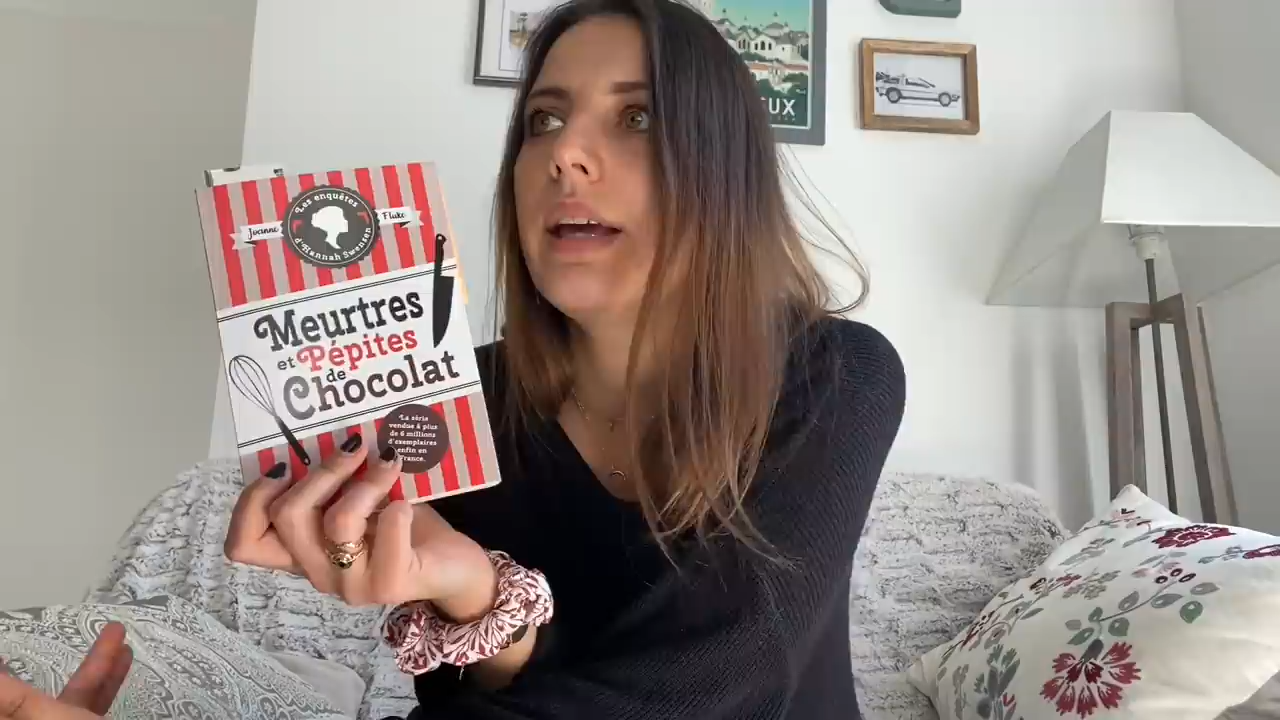 Les enquêtes
Joanne Fluke
d'Hannah Swensen
Meurtres
et Pépites
de
Chocolat
La série
vendue à plus
de 6 millions
d'exemplaires
enfin en
France.
UX